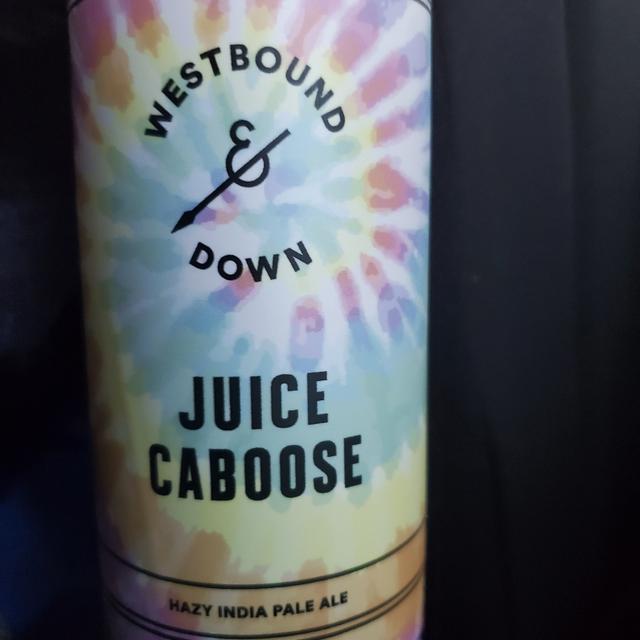 WESTBOUND
&
DOWN
JUICE
CABOOSE
HAZY INDIA PALE ALE